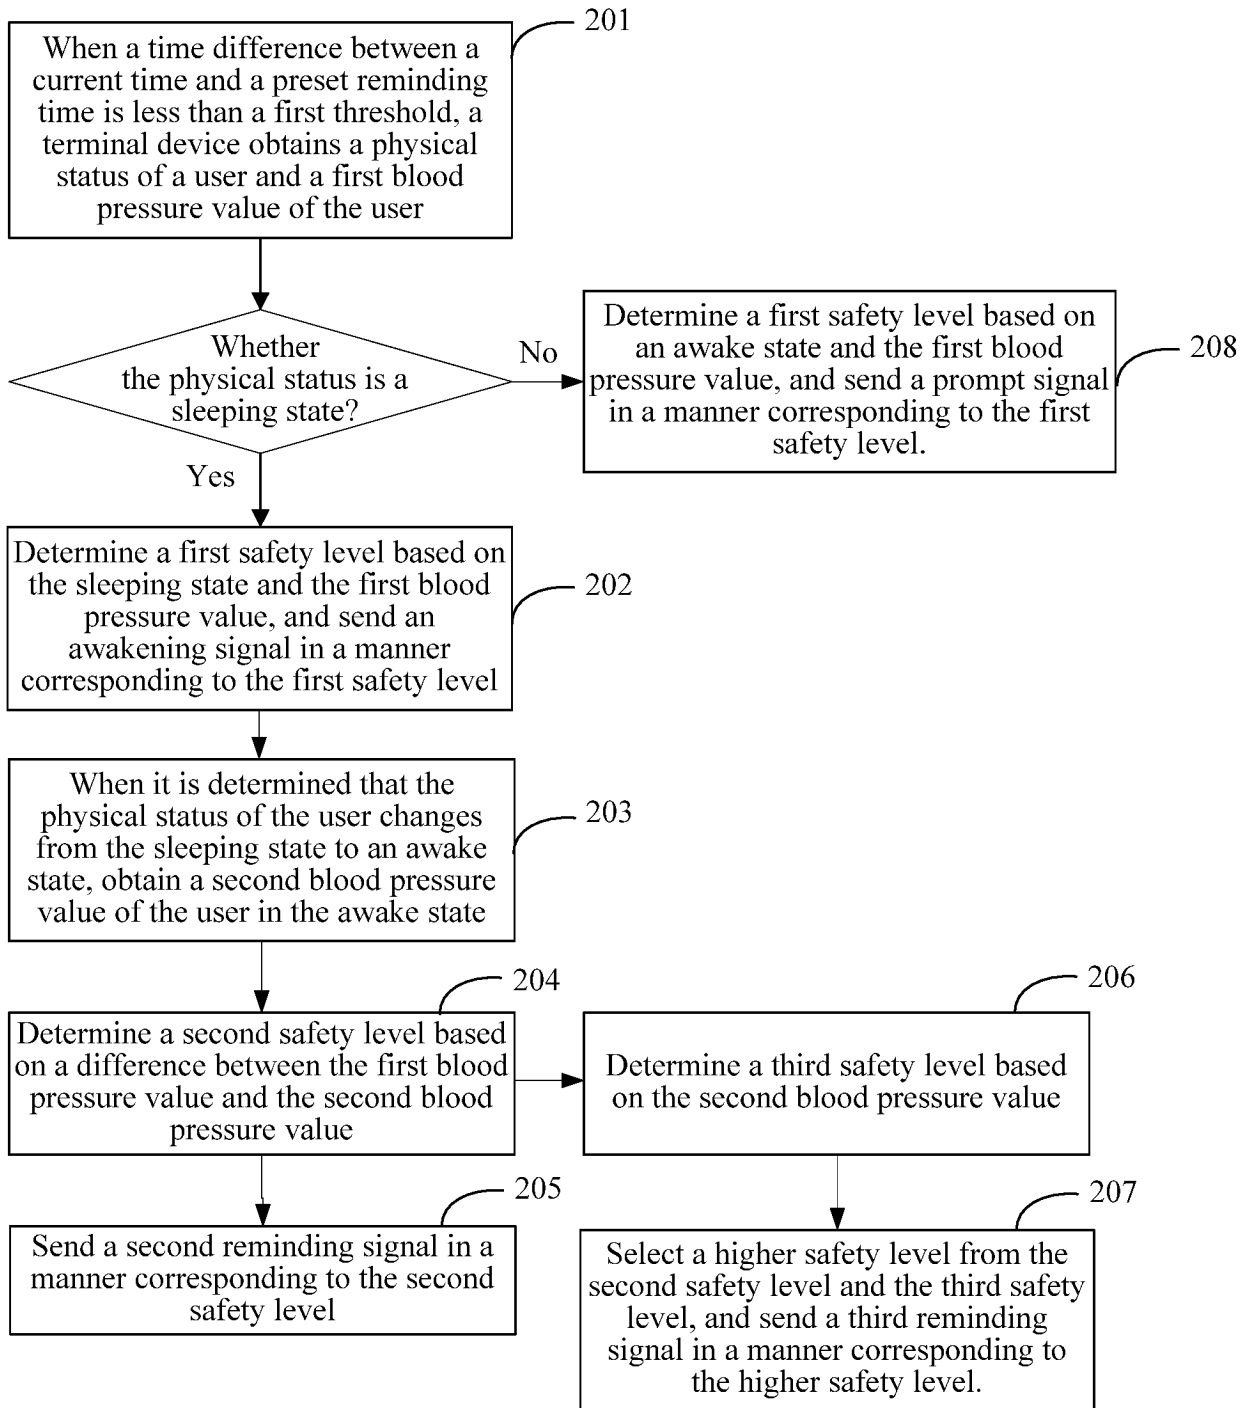 201
When a time difference between a
current time and a preset reminding
time is less than a first threshold, a
terminal device obtains a physical
status of a user and a first blood
pressure value of the user
Whether
the physical status is a
sleeping state?
No
Determine a first safety level based on
an awake state and the first blood
pressure value, and send a prompt signal
in a manner corresponding to the first
safety level.
208
Yes
Determine a first safety level based on
the sleeping state and the first blood
pressure value, and send an
awakening signal in a manner
corresponding to the first safety level
202
When it is determined that the
physical status of the user changes
from the sleeping state to an awake
state, obtain a second blood pressure
value of the user in the awake state
203
204
Determine a second safety level based
on a difference between the first blood
pressure value and the second blood
pressure value
206
Determine a third safety level based
on the second blood pressure value
205
Send a second reminding signal in a
manner corresponding to the second
safety level
207
Select a higher safety level from the
second safety level and the third safety
level, and send a third reminding
signal in a manner corresponding to
the higher safety level.